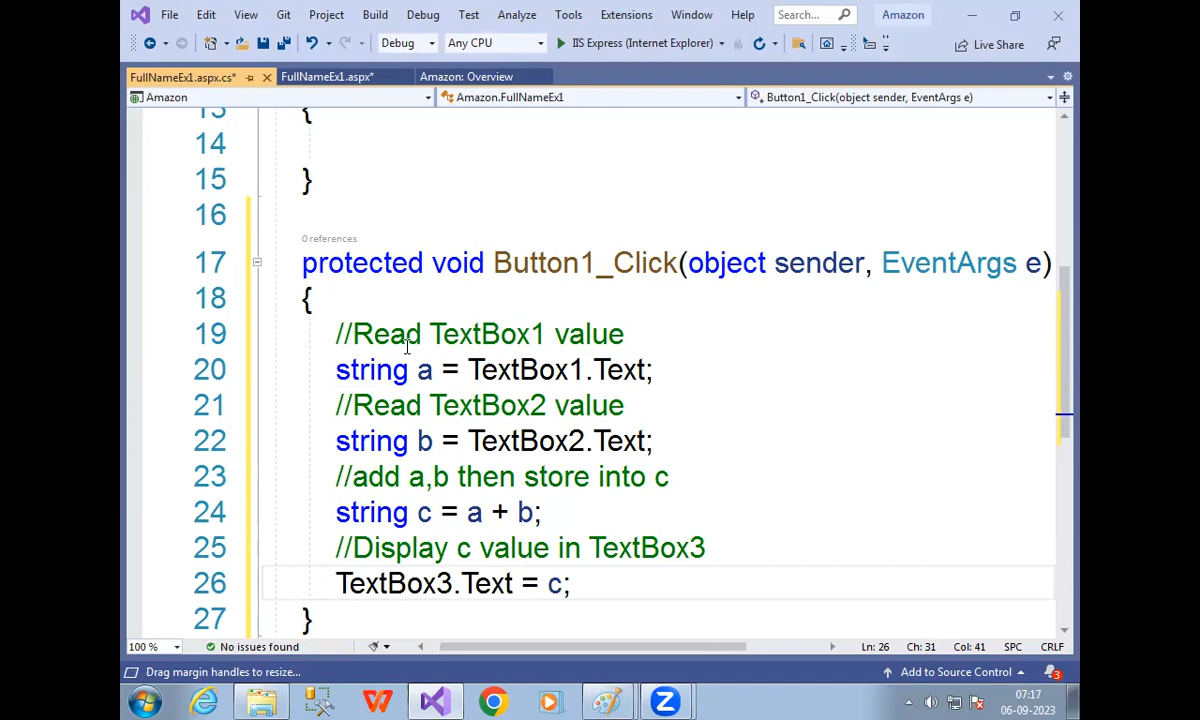 File Edit View Git Project Build Debug Test Analyze Tools Extensions Window Help Search... Amazon
Debug Any CPU IIS Express (Internet Explorer) Live Share
FullNameEx1.aspx.cs* FullNameEx1.aspx* Amazon: Overview
Amazon Amazon.FullNameEx1 Button1_Click(object sender, EventArgs e)
13 {
14
15 }
16
0 references
17 protected void Button1_Click(object sender, EventArgs e)
18 {
19 //Read TextBox1 value
20 string a = TextBox1.Text;
21 //Read TextBox2 value
22 string b = TextBox2.Text;
23 //add a,b then store into c
24 string c = a + b;
25 //Display c value in TextBox3
26 TextBox3.Text = c;
27 }
100 % No issues found Ln: 26 Ch: 31 Col: 41 SPC CRLF
Drag margin handles to resize... Add to Source Control 3
07:17
06-09-2023